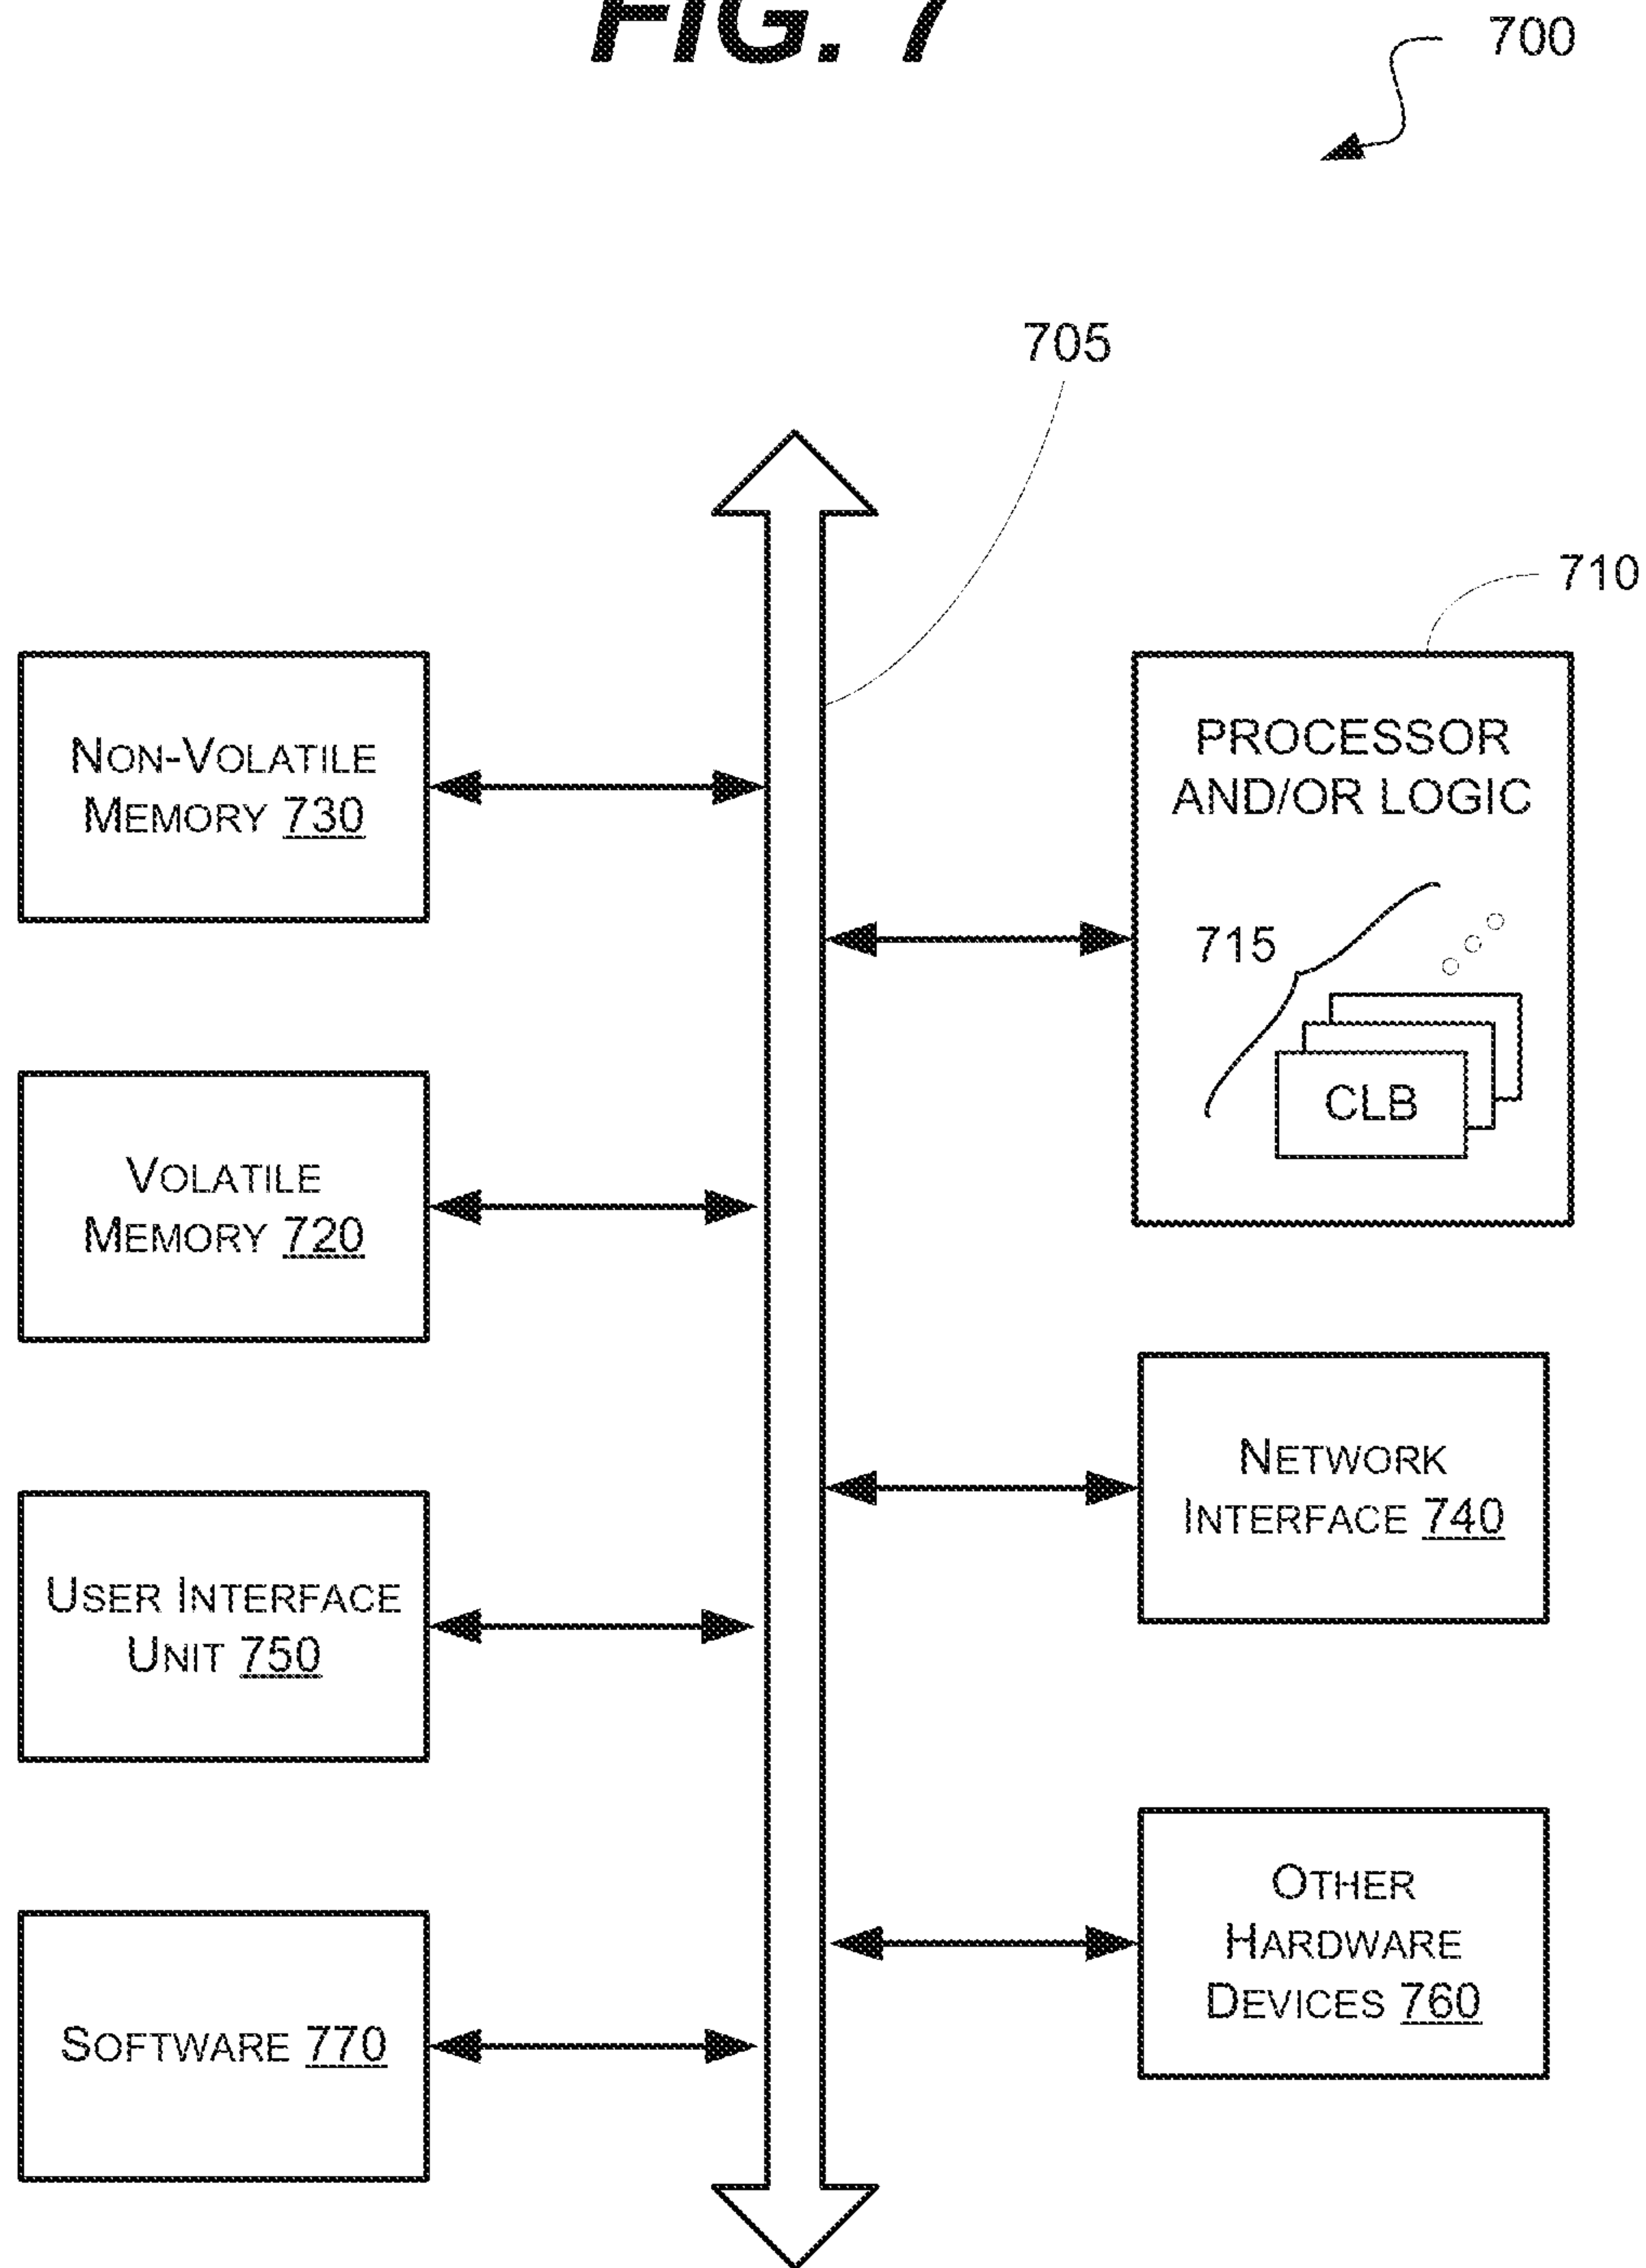 FIG. 7
700
705
710
NON-VOLATILE
MEMORY 730
PROCESSOR
AND/OR LOGIC
715
CLB
VOLATILE
MEMORY 720
NETWORK
INTERFACE 740
USER INTERFACE
UNIT 750
OTHER
HARDWARE
DEVICES 760
SOFTWARE 770